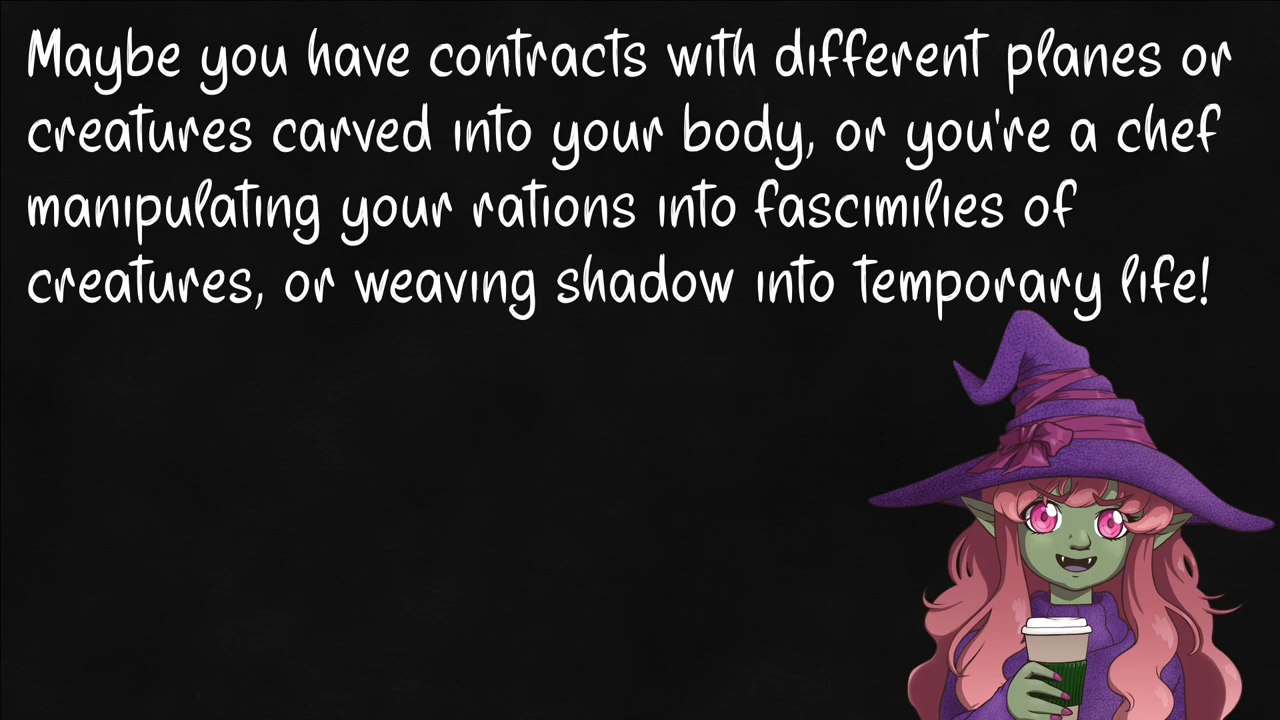 Maybe you have contracts with different planes or
creatures carved into your body, or you're a chef
manipulating your rations into fascimilies of
creatures, or weaving shadow into temporary life!